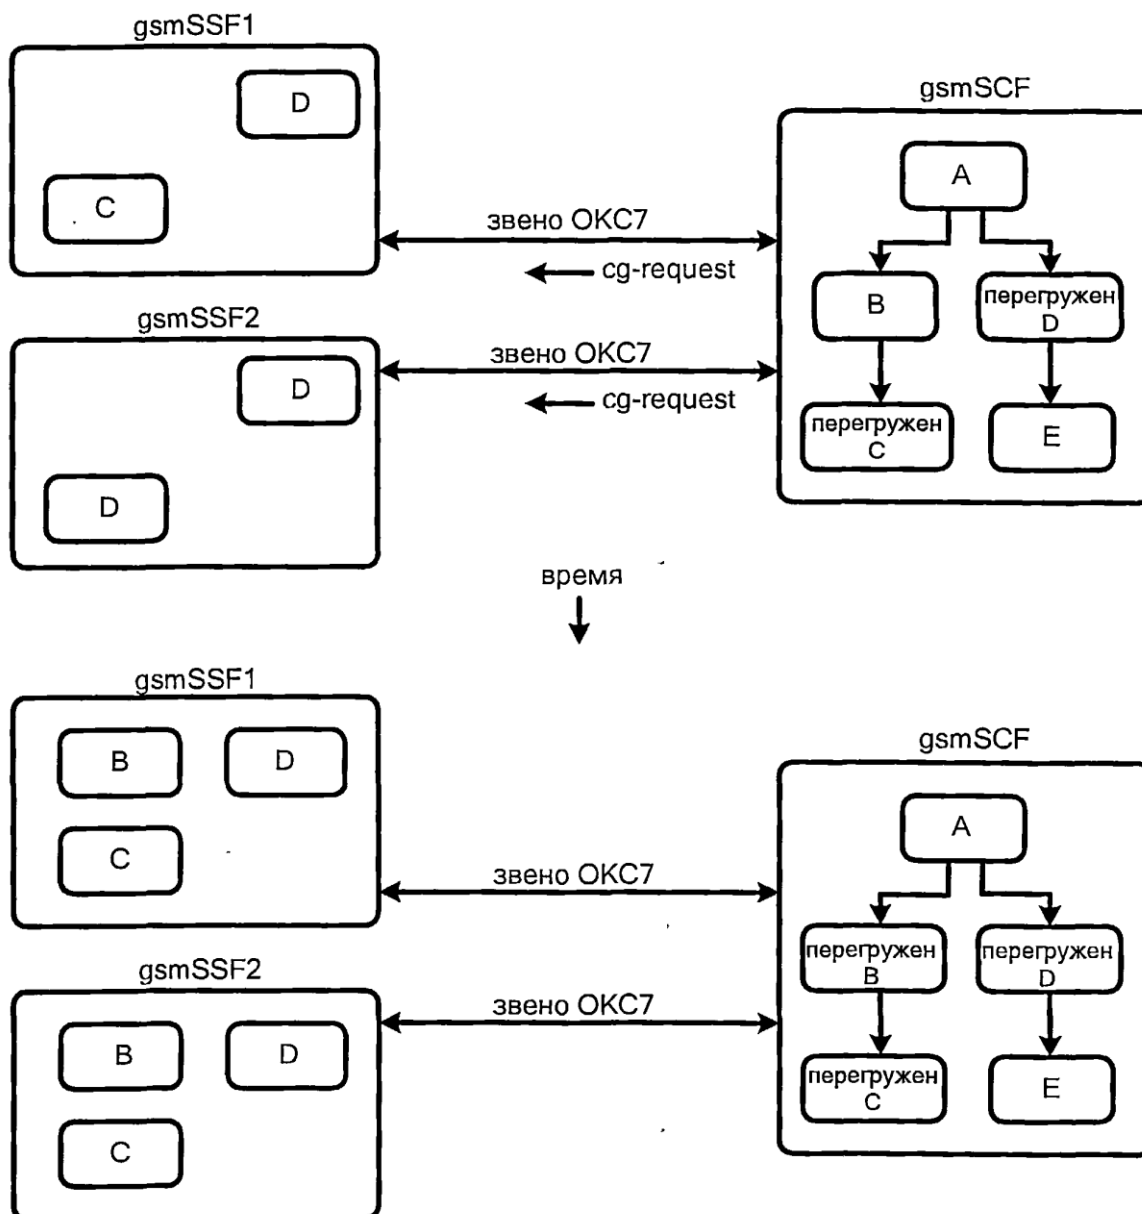 gsmSSF1
D
C
gsmSCF
A
B
перегружен
D
перегружен
C
E
звено ОКС7
cg-request
gsmSSF2
D
D
звено ОКС7
cg-request
время
gsmSSF1
B
D
C
звено ОКС7
gsmSCF
A
перегружен
B
перегружен
D
перегружен
C
E
gsmSSF2
B
D
C
звено ОКС7